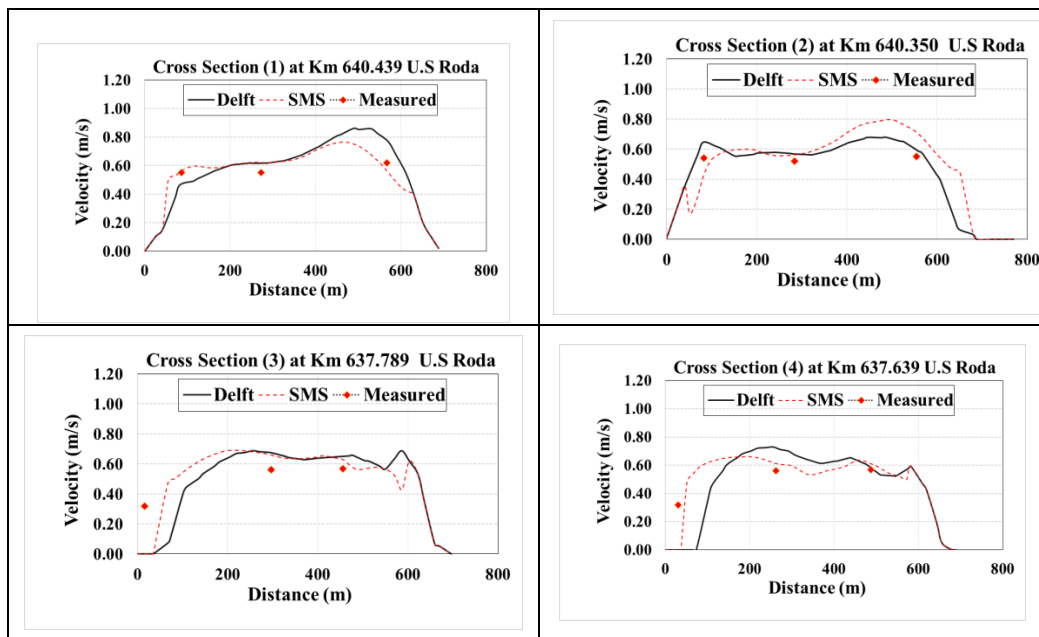 Cross Section (1) at Km 640.439 U.S Roda
Delft SMS Measured
Velocity (m/s)
1.20
1.00
0.80
0.60
0.40
0.20
0.00
0 200 400 600 800
Distance (m)
Cross Section (2) at Km 640.350 U.S Roda
Delft SMS Measured
Velocity (m/s)
1.20
1.00
0.80
0.60
0.40
0.20
0.00
0 200 400 600 800
Distance (m)
Cross Section (3) at Km 637.789 U.S Roda
Delft SMS Measured
Velocity (m/s)
1.20
1.00
0.80
0.60
0.40
0.20
0.00
0 200 400 600 800
Distance (m)
Cross Section (4) at Km 637.639 U.S Roda
Delft SMS Measured
Velocity (m/s)
1.20
1.00
0.80
0.60
0.40
0.20
0.00
0 200 400 600 800
Distance (m)